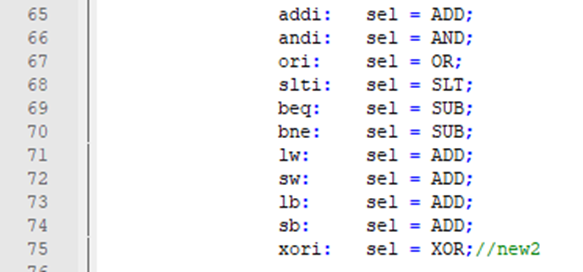 65 addi: sel = ADD;
66 andi: sel = AND;
67 ori: sel = OR;
68 slti: sel = SLT;
69 beq: sel = SUB;
70 bne: sel = SUB;
71 lw: sel = ADD;
72 sw: sel = ADD;
73 lb: sel = ADD;
74 sb: sel = ADD;
75 xori: sel = XOR;//new2